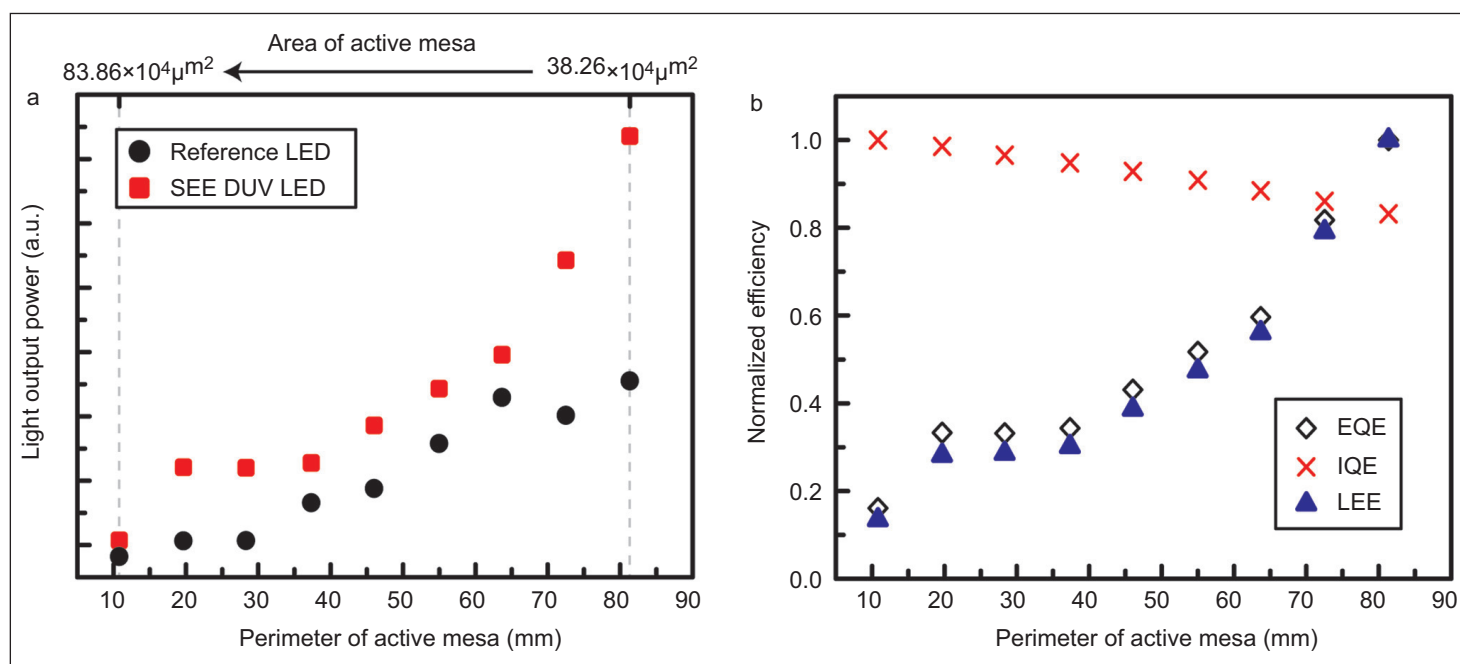 Area of active mesa
83.86×10⁴μm² 38.26×10⁴μm²
a
Reference LED
SEE DUV LED
Light output power (a.u.)
10 20 30 40 50 60 70 80 90
Perimeter of active mesa (mm)
b
1.0
0.8
0.6
0.4
0.2
0.0
Normalized efficiency
EQE
IQE
LEE
10 20 30 40 50 60 70 80 90
Perimeter of active mesa (mm)